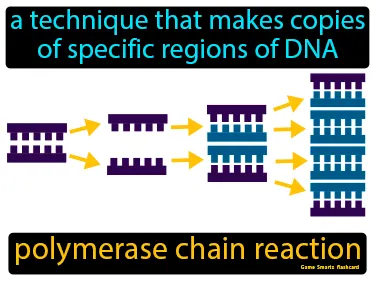 a technique that makes copies
of specific regions of DNA
polymerase chain reaction
Game Smartz flashcard